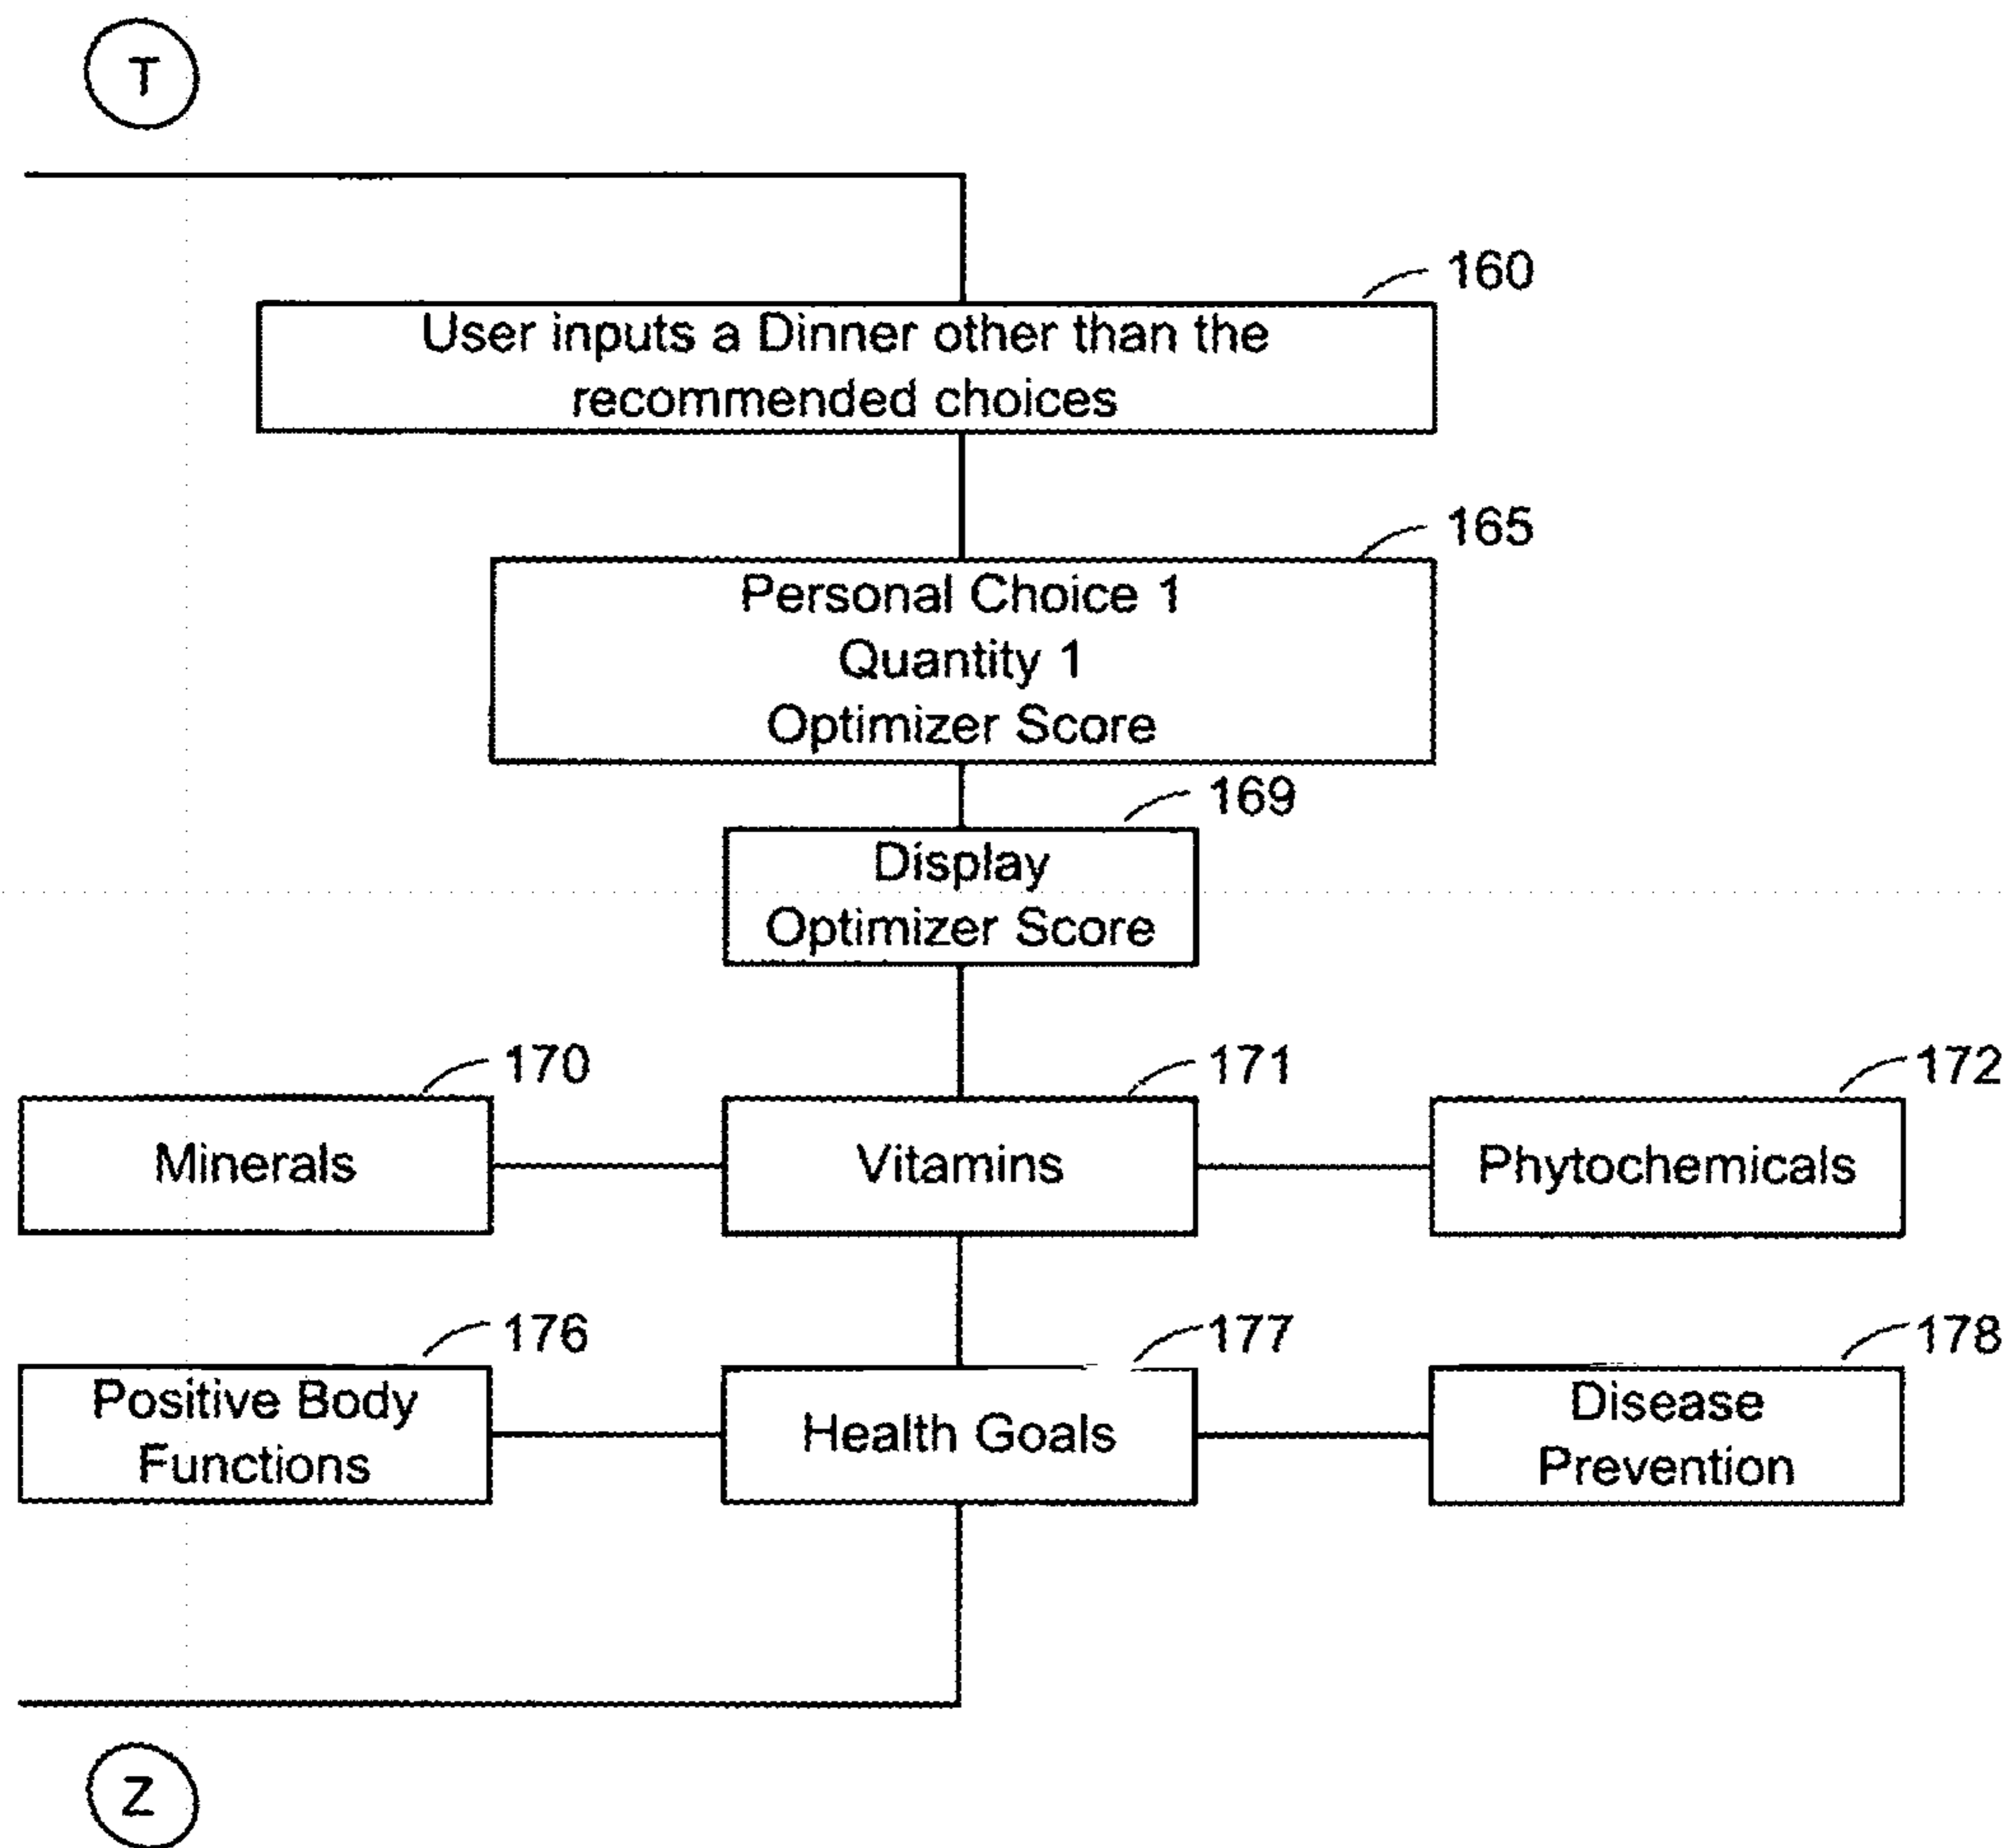 T
160
User inputs a Dinner other than the
recommended choices
165
Personal Choice 1
Quantity 1
Optimizer Score
169
Display
Optimizer Score
170
171
172
Minerals
Vitamins
Phytochemicals
176
177
178
Positive Body
Functions
Health Goals
Disease
Prevention
Z